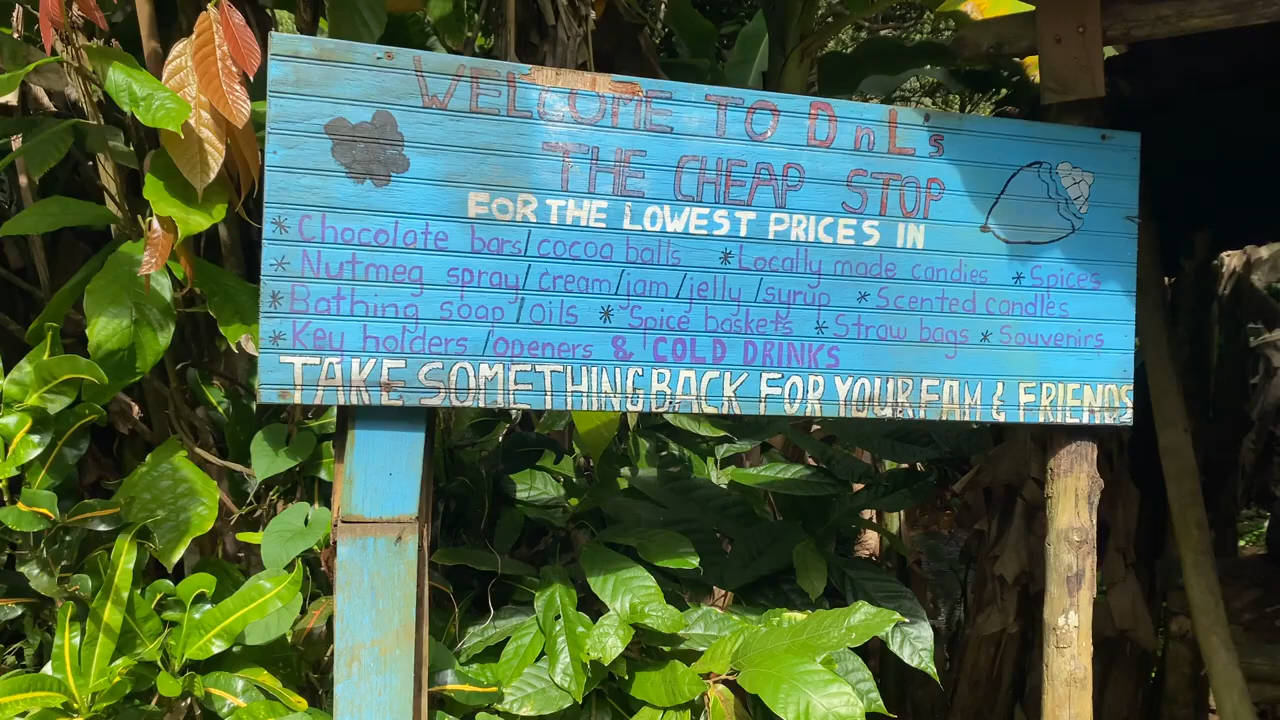 WELCOME TO DnL's
THE CHEAP STOP
FOR THE LOWEST PRICES IN
* Chocolate bars/cocoa balls * Locally made candies * Spices
* Nutmeg spray/cream/jam/jelly/syrup * Scented candles
* Bathing soap/oils * Spice baskets * Straw bags * Souvenirs
* Key holders/openers & COLD DRINKS
TAKE SOMETHING BACK FOR YOUR FAM & FRIENDS